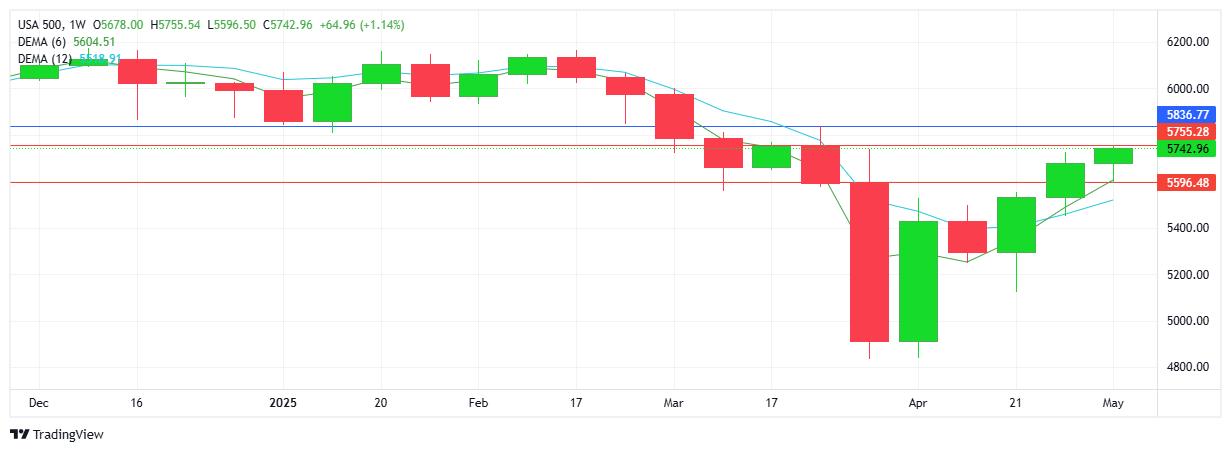 USA 500, 1W O5678.00 H5755.54 L5596.50 C5742.96 +64.96 (+1.14%)
DEMA (6) 5604.51
DEMA (12) 5518.91
6200.00
6000.00
5836.77
5755.28
5742.96
5596.48
5400.00
5200.00
5000.00
4800.00
Dec 16 2025 20 Feb 17 Mar 17 Apr 21 May
TradingView